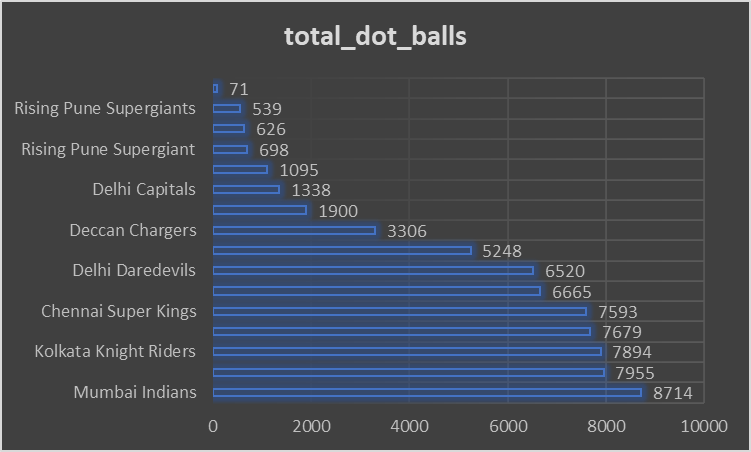 total_dot_balls
71
Rising Pune Supergiants 539
626
Rising Pune Supergiant 698
1095
Delhi Capitals 1338
1900
Deccan Chargers 3306
5248
Delhi Daredevils 6520
6665
Chennai Super Kings 7593
7679
Kolkata Knight Riders 7894
7955
Mumbai Indians 8714
0 2000 4000 6000 8000 10000